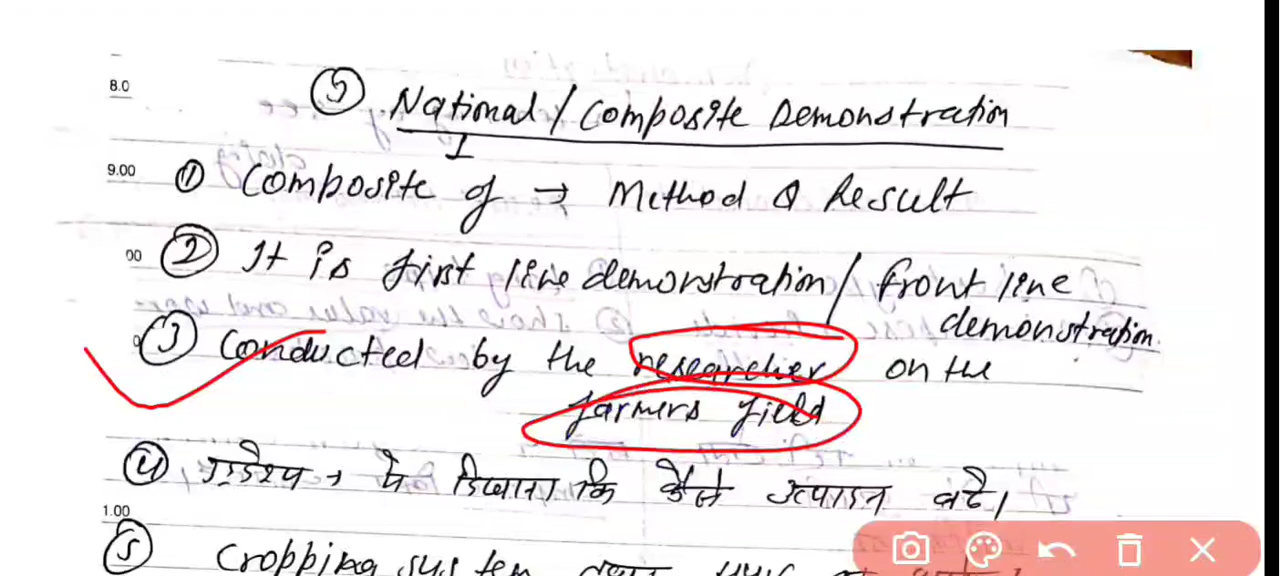 8.0
⑤ National / Composite Demonstration
9.00
① Composite of → Method & Result
00
② It is first line demonstration / front line demonstration.
③ Conducted by the researcher on the
farmers field
④ उद्देश्य → ये दिखाना कि कैसे उत्पादन बढे।
1.00
⑤ Cropping system